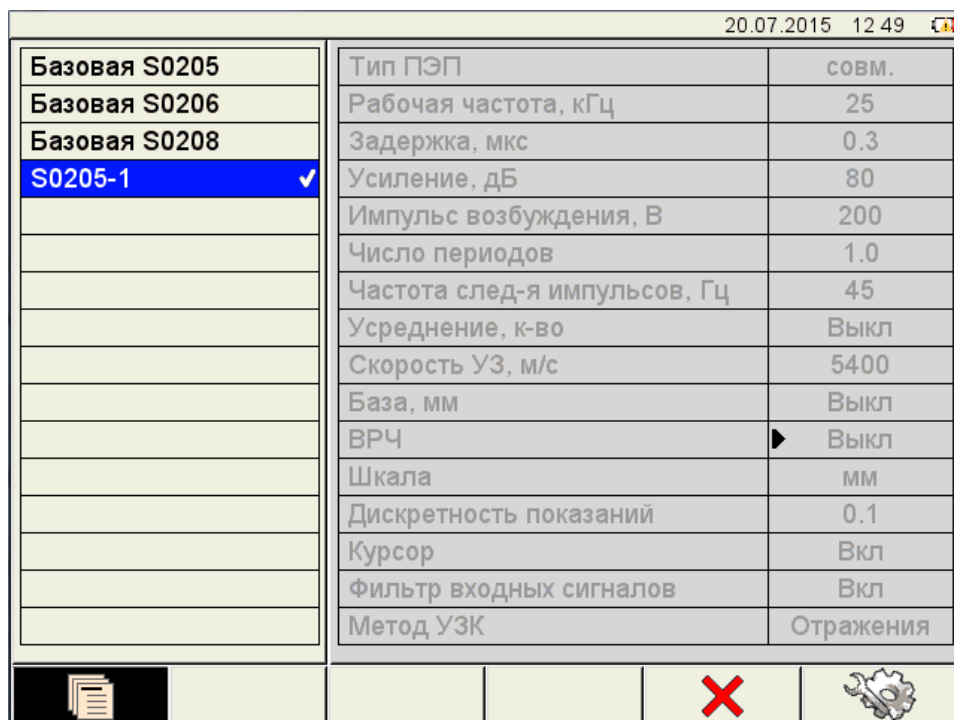 20.07.2015 12 49
Базовая S0205
Базовая S0206
Базовая S0208
S0205-1
Тип ПЭП совм.
Рабочая частота, кГц 25
Задержка, мкс 0.3
Усиление, дБ 80
Импульс возбуждения, В 200
Число периодов 1.0
Частота след-я импульсов, Гц 45
Усреднение, к-во Выкл
Скорость УЗ, м/с 5400
База, мм Выкл
ВРЧ Выкл
Шкала мм
Дискретность показаний 0.1
Курсор Вкл
Фильтр входных сигналов Вкл
Метод УЗК Отражения